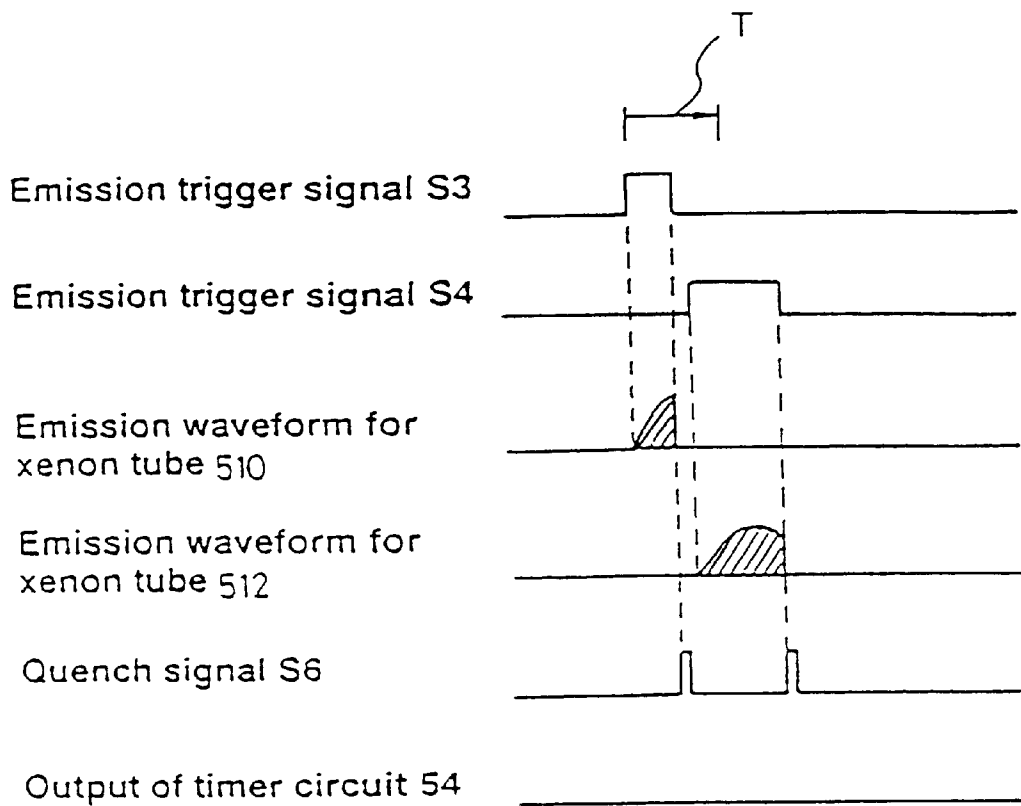 T
Emission trigger signal S3
Emission trigger signal S4
Emission waveform for
xenon tube 510
Emission waveform for
xenon tube 512
Quench signal S6
Output of timer circuit 54